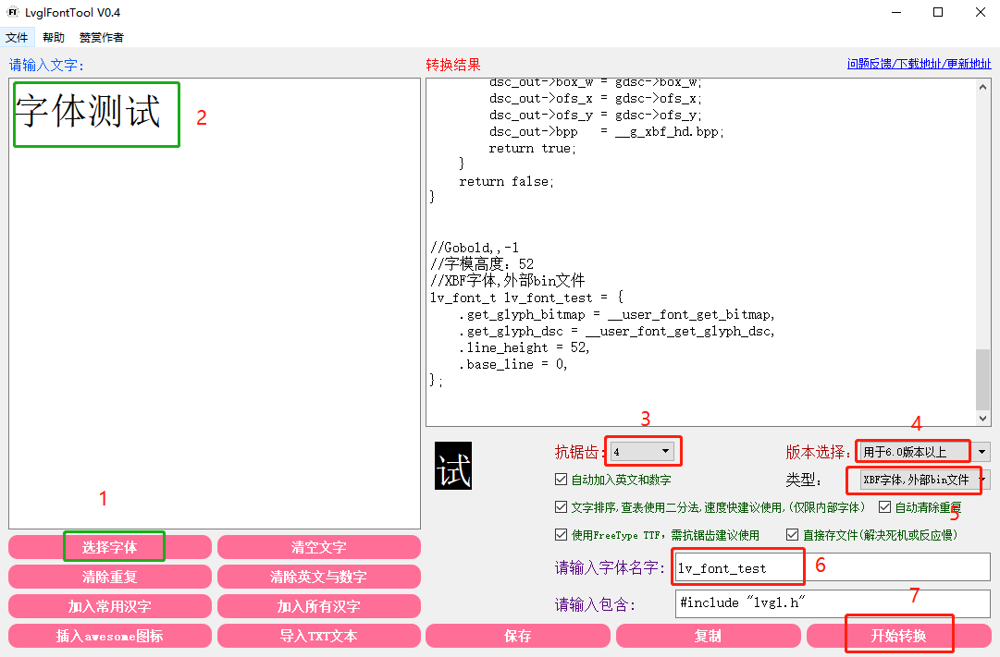 LvglFontTool V0.4
文件 帮助 赞赏作者
请输入文字:
转换结果
问题反馈/下载地址/更新地址
字体测试
2
dsc_out->box_w = gdsc->box_w;
dsc_out->ofs_x = gdsc->ofs_x;
dsc_out->ofs_y = gdsc->ofs_y;
dsc_out->bpp   = __g_xbf_hd.bpp;
return true;
}
return false;
}
//Gobold,,-1
//字模高度：52
//XBF字体,外部bin文件
lv_font_t lv_font_test = {
.get_glyph_bitmap = __user_font_get_bitmap,
.get_glyph_dsc = __user_font_get_glyph_dsc,
.line_height = 52,
.base_line = 0,
};
3
4
试
抗锯齿: 4
版本选择: 用于6.0版本以上
自动加入英文和数字
类型: XBF字体,外部bin文件
1
5
文字排序,查表使用二分法,速度快建议使用,(仅限内部字体)
自动清除重复
使用FreeType TTF, 需抗锯齿建议使用
直接存文件(解决死机或反应慢)
选择字体
清空文字
请输入字体名字: lv_font_test
6
清除重复
清除英文与数字
7
请输入包含: #include "lvgl.h"
加入常用汉字
加入所有汉字
插入awesome图标
导入TXT文本
保存
复制
开始转换